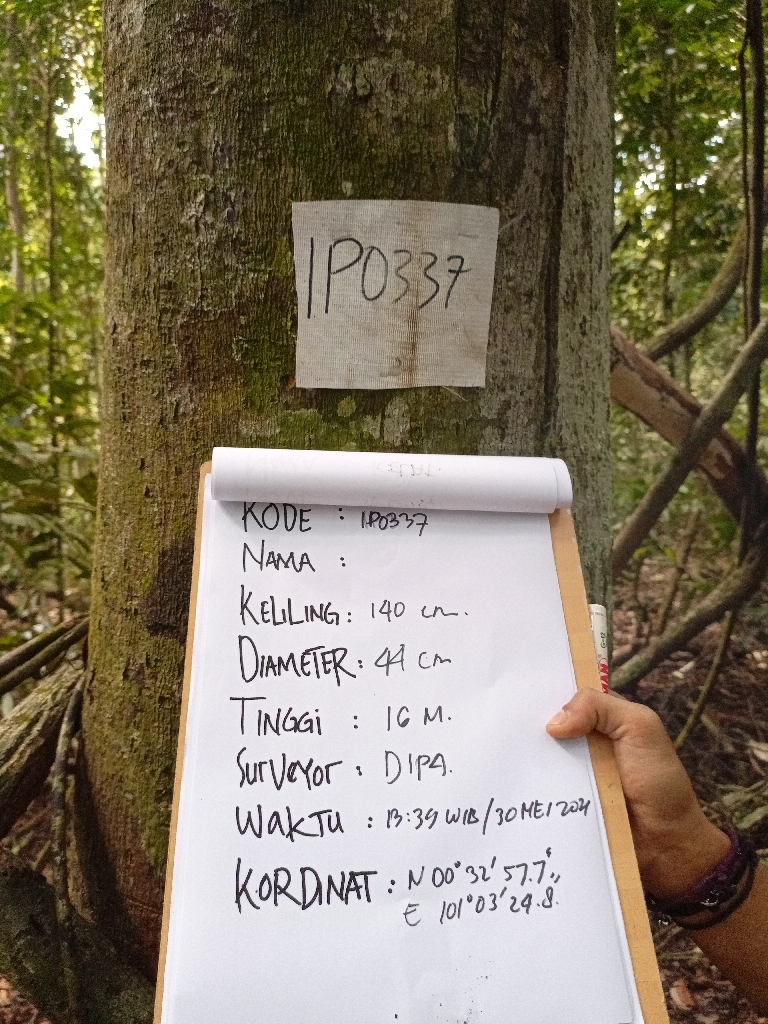 IP0337
KODE : IP0337
NAMA :
KELILING : 140 cm.
DIAMETER : 44 cm
TINGGI : 16 M.
SurVeyor : DIPA.
WAKTU : 13:39 WIB/30 MEI 2021
KORDINAT : N 00° 32' 57.7"
E 101° 03' 24.8.